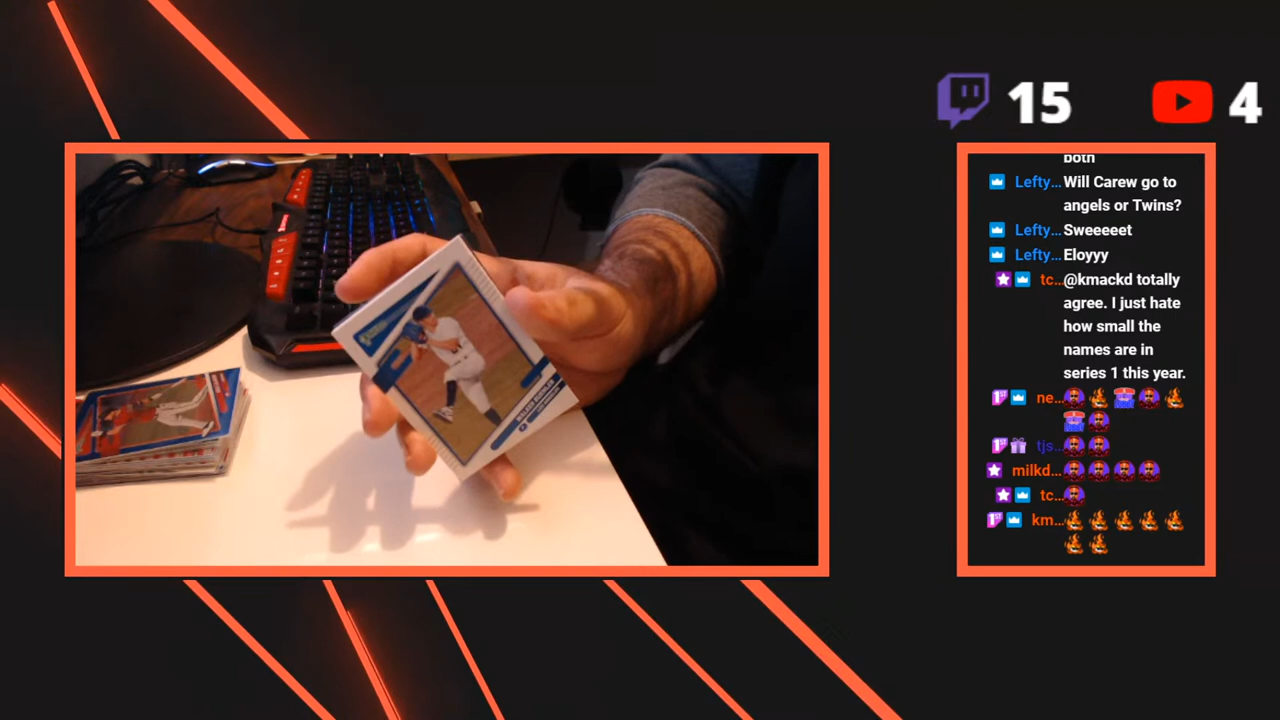 15
4
both
Lefty... Will Carew go to
angels or Twins?
Lefty... Sweeeeet
Lefty... Eloyyy
tc... @kmackd totally
agree. I just hate
how small the
names are in
series 1 this year.
ne...
tjs...
milkd...
tc...
km...